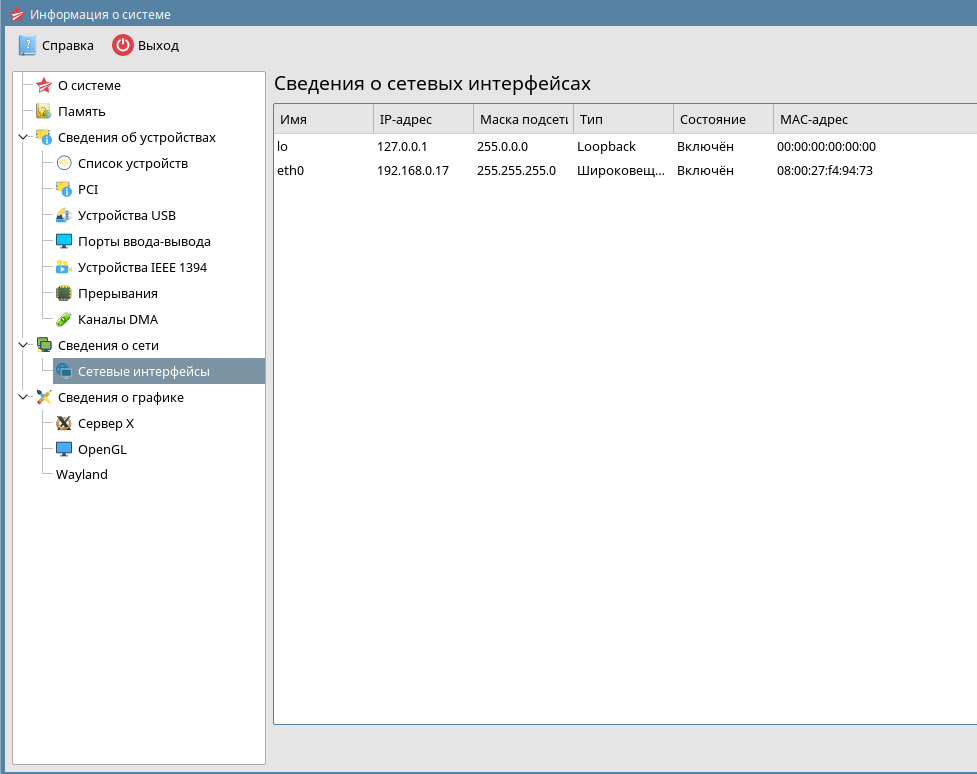 Информация о системе
Справка Выход
О системе
Память
Сведения об устройствах
Список устройств
PCI
Устройства USB
Порты ввода-вывода
Устройства IEEE 1394
Прерывания
Каналы DMA
Сведения о сети
Сетевые интерфейсы
Сведения о графике
Сервер X
OpenGL
Wayland
Сведения о сетевых интерфейсах
Имя IP-адрес Маска подсети Тип Состояние MAC-адрес
lo 127.0.0.1 255.0.0.0 Loopback Включён 00:00:00:00:00:00
eth0 192.168.0.17 255.255.255.0 Широковещ... Включён 08:00:27:f4:94:73